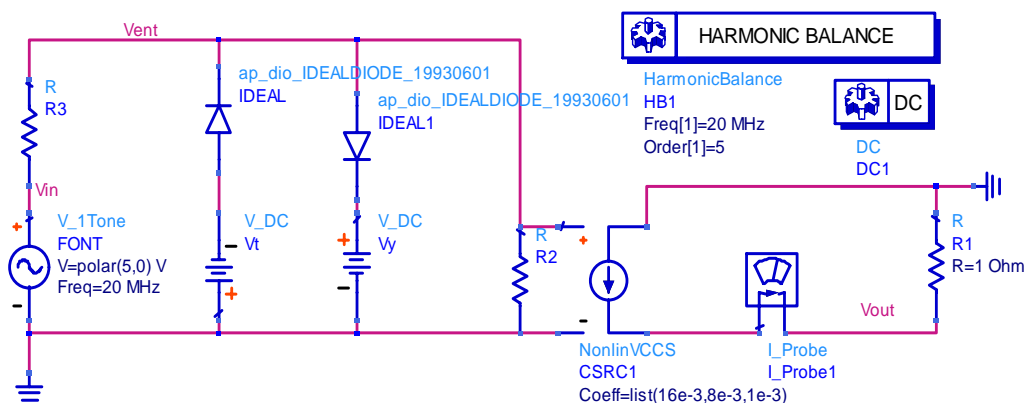 Vent
HARMONIC BALANCE
HarmonicBalance
HB1
Freq[1]=20 MHz
Order[1]=5
DC
DC
DC1
R
R3
ap_dio_IDEALDIODE_19930601
IDEAL
ap_dio_IDEALDIODE_19930601
IDEAL1
Vin
V_1Tone
FONT
V=polar(5,0) V
Freq=20 MHz
V_DC
Vt
V_DC
Vy
R
R2
R
R1
R=1 Ohm
Vout
NonlinVCCS
CSRC1
Coeff=list(16e-3,8e-3,1e-3)
I_Probe
I_Probe1